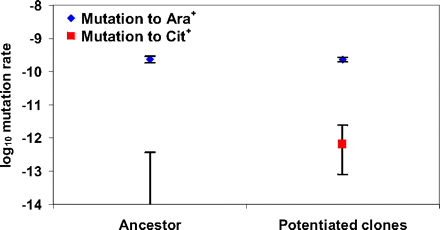 -8
Mutation to Ara+
-9
Mutation to Cit+
-10
-11
-12
-13
-14
log10 mutation rate
Ancestor
Potentiated clones